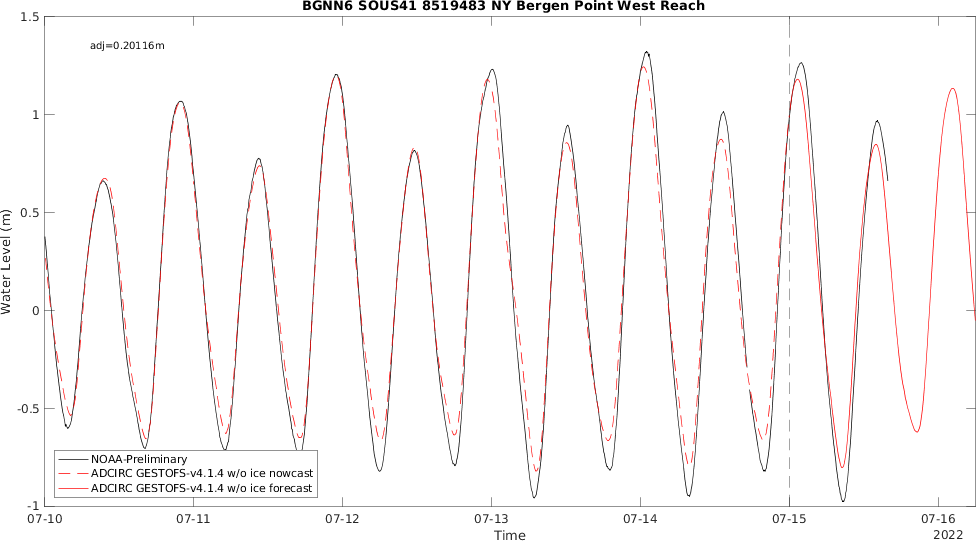 BGNN6 SOUS41 8519483 NY Bergen Point West Reach
1.5
adj=0.20116m
1
0.5
Water Level (m)
0
-0.5
NOAA-Preliminary
ADCIRC GESTOFS-v4.1.4 w/o ice nowcast
ADCIRC GESTOFS-v4.1.4 w/o ice forecast
-1
07-10 07-11 07-12 07-13 07-14 07-15 07-16
Time 2022